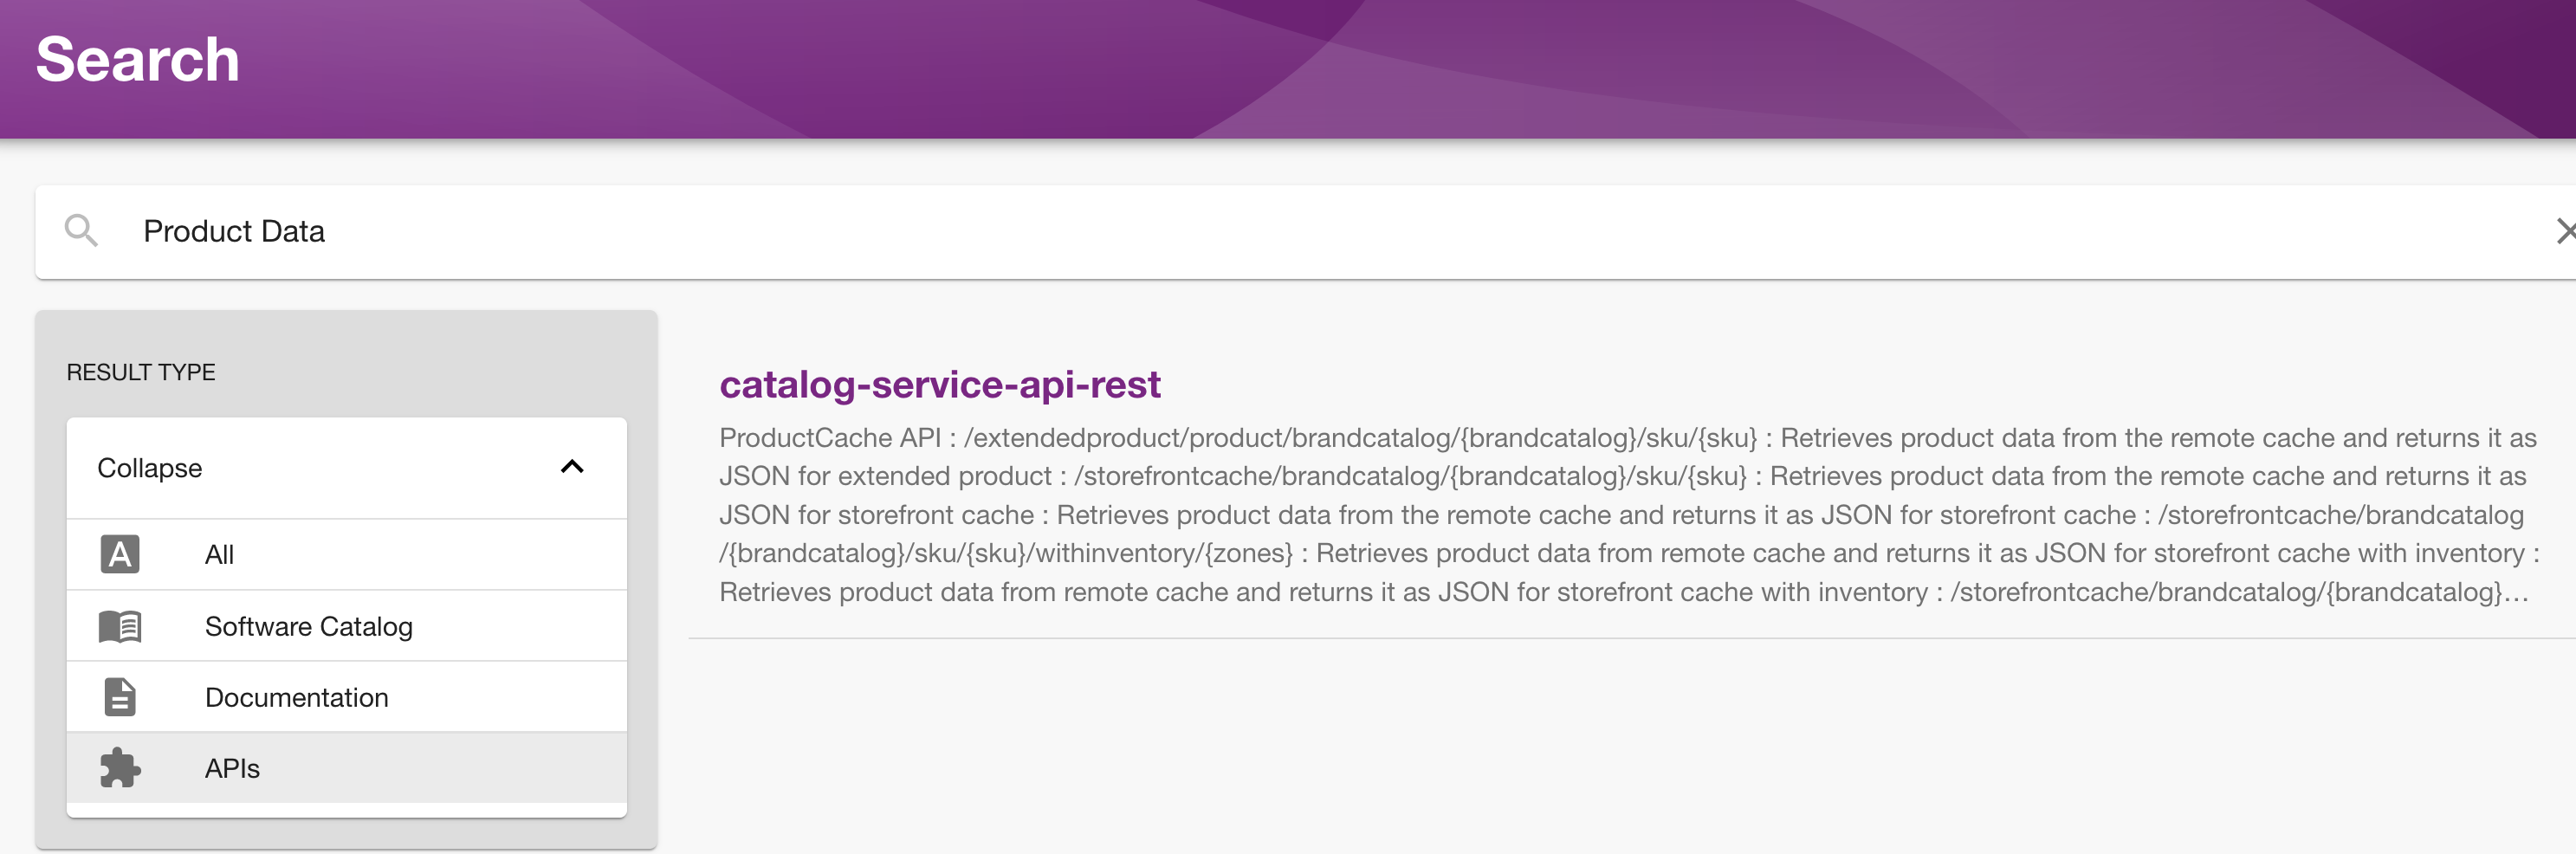 Search
Product Data
RESULT TYPE
Collapse
All
Software Catalog
Documentation
APIs
catalog-service-api-rest
ProductCache API : /extendedproduct/product/brandcatalog/{brandcatalog}/sku/{sku} : Retrieves product data from the remote cache and returns it as
JSON for extended product : /storefrontcache/brandcatalog/{brandcatalog}/sku/{sku} : Retrieves product data from the remote cache and returns it as
JSON for storefront cache : Retrieves product data from the remote cache and returns it as JSON for storefront cache : /storefrontcache/brandcatalog
/{brandcatalog}/sku/{sku}/withinventory/{zones} : Retrieves product data from remote cache and returns it as JSON for storefront cache with inventory :
Retrieves product data from remote cache and returns it as JSON for storefront cache with inventory : /storefrontcache/brandcatalog/{brandcatalog}…